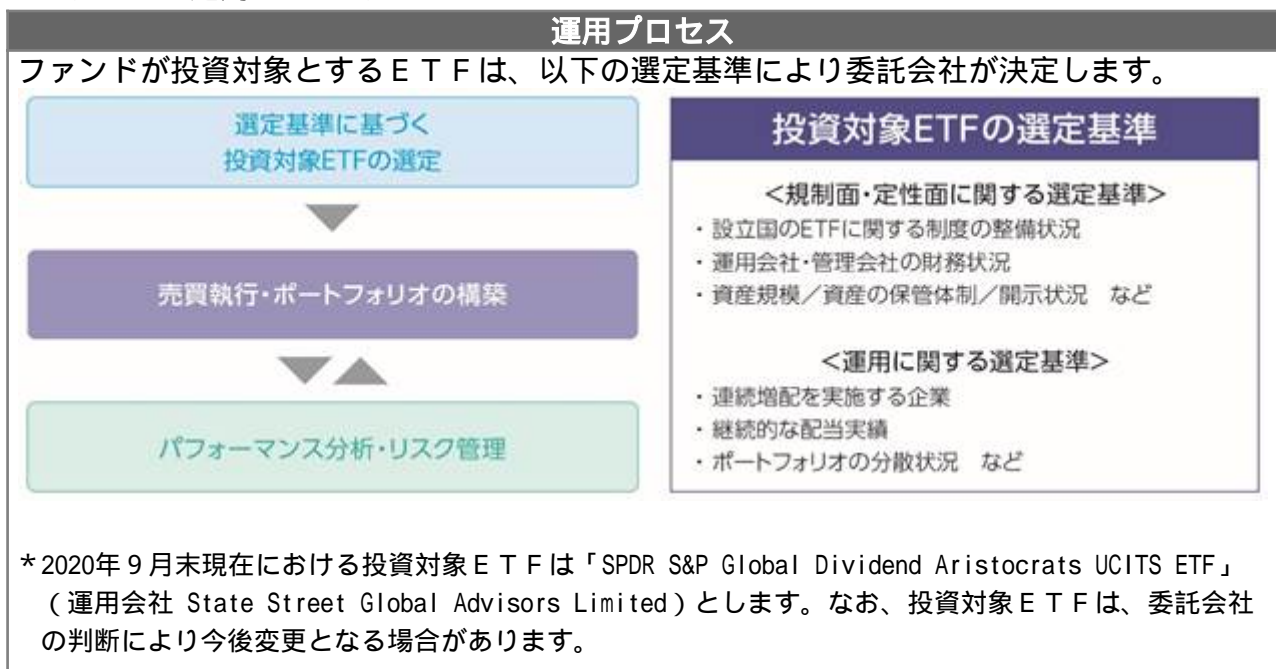 運用プロセス
ファンドが投資対象とするＥＴＦは、以下の選定基準により委託会社が決定します。
選定基準に基づく
投資対象ETFの選定
売買執行・ポートフォリオの構築
パフォーマンス分析・リスク管理
投資対象ETFの選定基準
＜規制面・定性面に関する選定基準＞
・設立国のETFに関する制度の整備状況
・運用会社・管理会社の財務状況
・資産規模／資産の保管体制／開示状況　など
＜運用に関する選定基準＞
・連続増配を実施する企業
・継続的な配当実績
・ポートフォリオの分散状況　など
＊2020年９月末現在における投資対象ＥＴＦは「SPDR S&P Global Dividend Aristocrats UCITS ETF」
（運用会社 State Street Global Advisors Limited）とします。なお、投資対象ＥＴＦは、委託会社
の判断により今後変更となる場合があります。